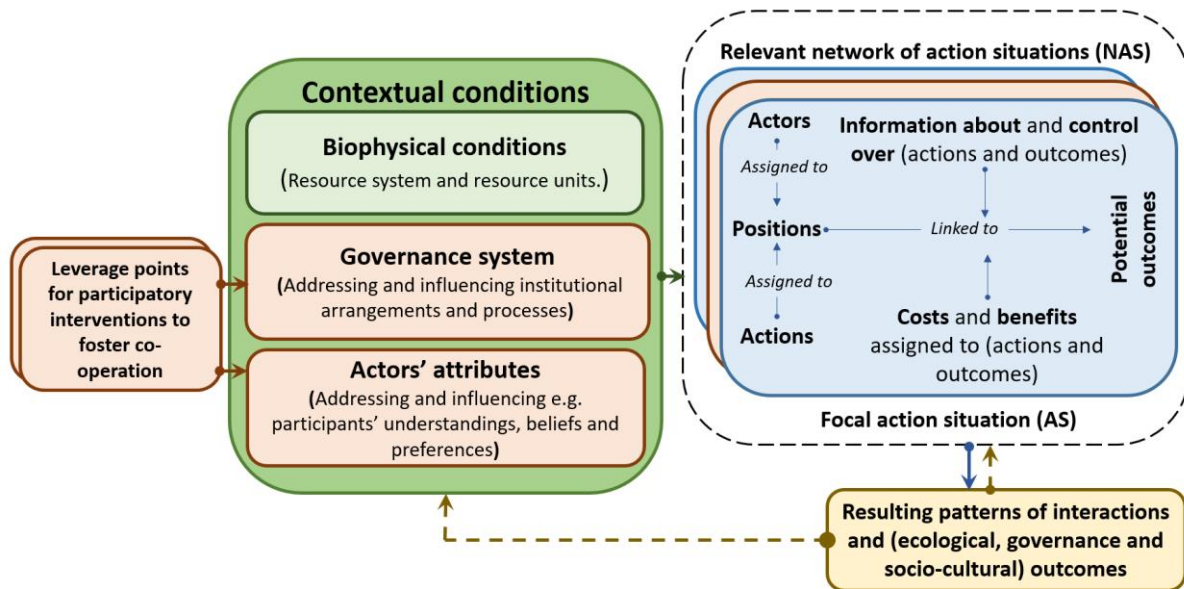 Relevant network of action situations (NAS)
Contextual conditions
Biophysical conditions
(Resource system and resource units.)
Governance system
(Addressing and influencing institutional
arrangements and processes)
Actors’ attributes
(Addressing and influencing e.g.
participants’ understandings, beliefs and
preferences)
Leverage points
for participatory
interventions to
foster co-
operation
Actors
Assigned to
Positions
Assigned to
Actions
Information about and control
over (actions and outcomes)
Linked to
Costs and benefits
assigned to (actions and
outcomes)
Potential
outcomes
Focal action situation (AS)
Resulting patterns of interactions
and (ecological, governance and
socio-cultural) outcomes